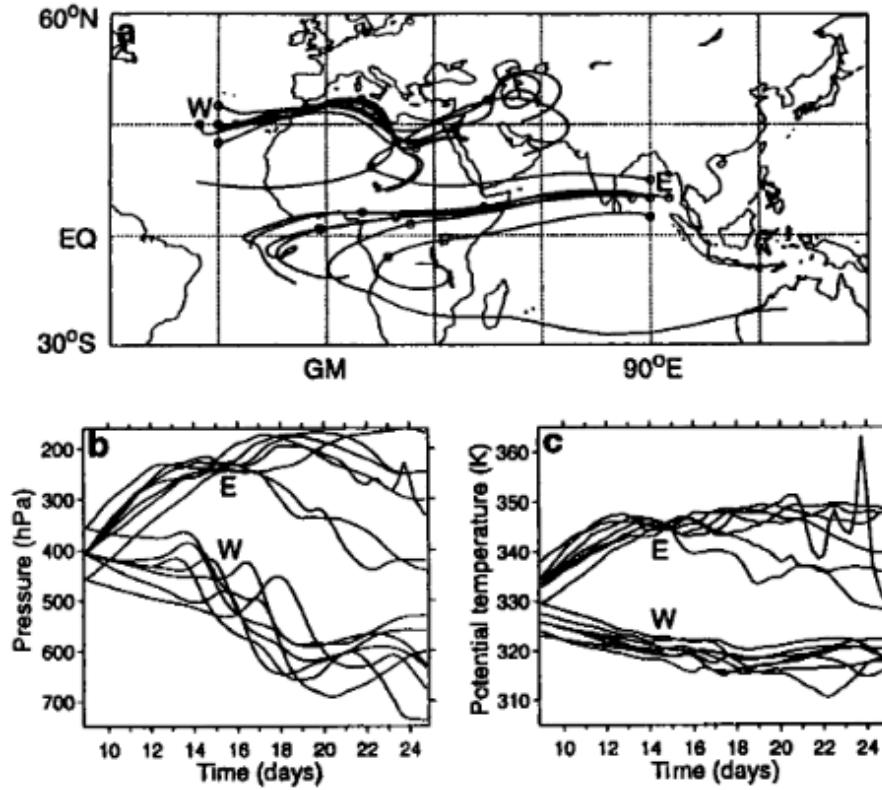 60°N
a
W
E
EQ
30°S
GM
90°E
b
200
300
400
500
600
700
Pressure (hPa)
E
W
10 12 14 16 18 20 22 24
Time (days)
c
360
350
340
330
320
310
Potential temperature (K)
E
W
10 12 14 16 18 20 22 24
Time (days)